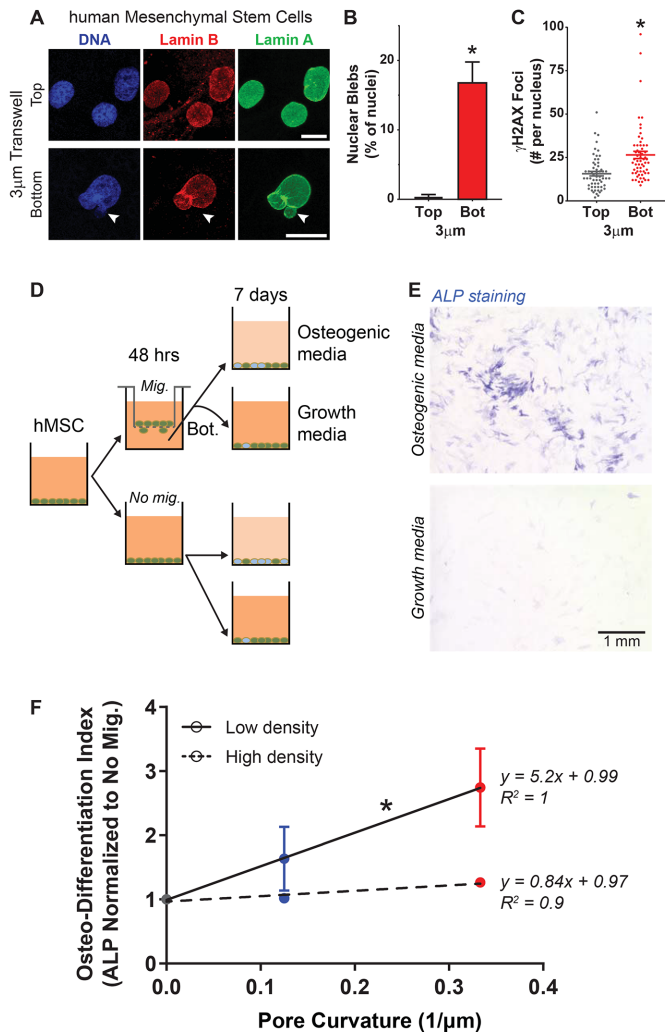 A
human Mesenchymal Stem Cells
DNA
Lamin B
Lamin A
3μm Transwell
Top
Bottom
B
Nuclear Blebs
(% of nuclei)
20
10
0
*
Top
Bot
3μm
C
γH2AX Foci
(# per nucleus)
100
75
50
25
0
*
Top
Bot
3μm
D
7 days
48 hrs
Osteogenic
media
Mig.
hMSC
Bot.
Growth
media
No mig.
E
ALP staining
Osteogenic media
Growth media
1 mm
F
Osteo-Differentiation Index
(ALP Normalized to No Mig.)
4
3
2
1
0
Low density
High density
*
y = 5.2x + 0.99
R² = 1
y = 0.84x + 0.97
R² = 0.9
0.0
0.1
0.2
0.3
0.4
Pore Curvature (1/μm)